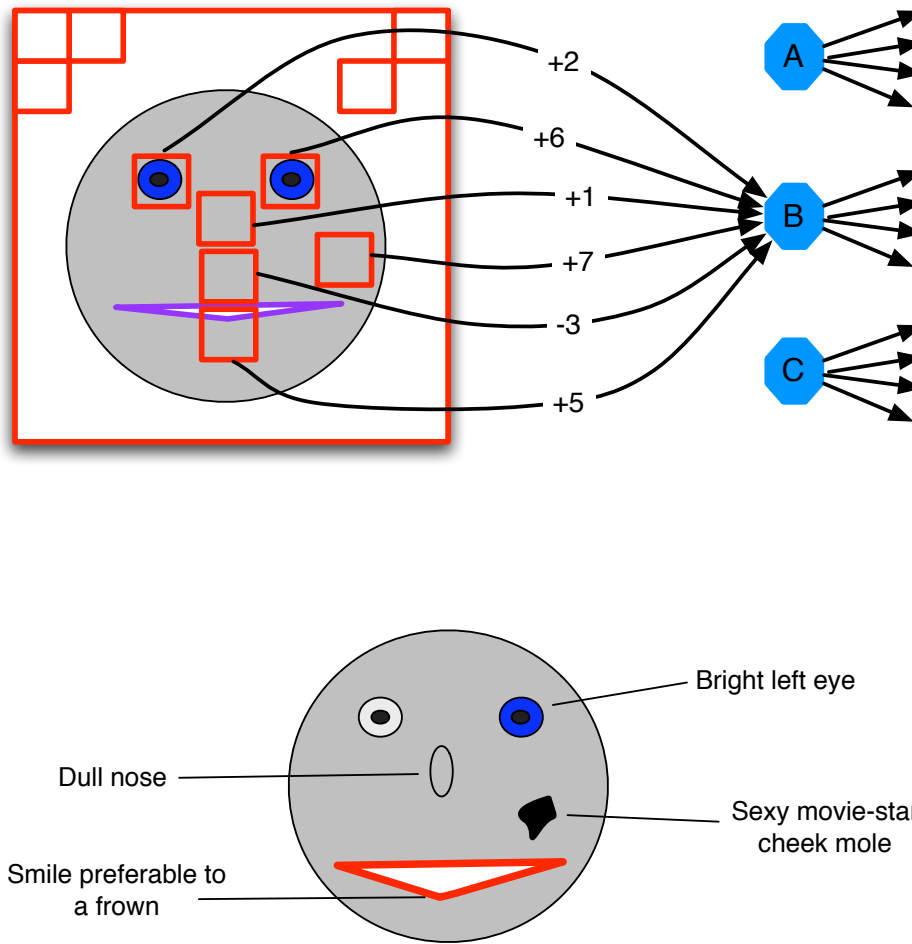 +2
A
+6
+1
B
+7
-3
C
+5
Bright left eye
Dull nose
Sexy movie-star
cheek mole
Smile preferable to
a frown